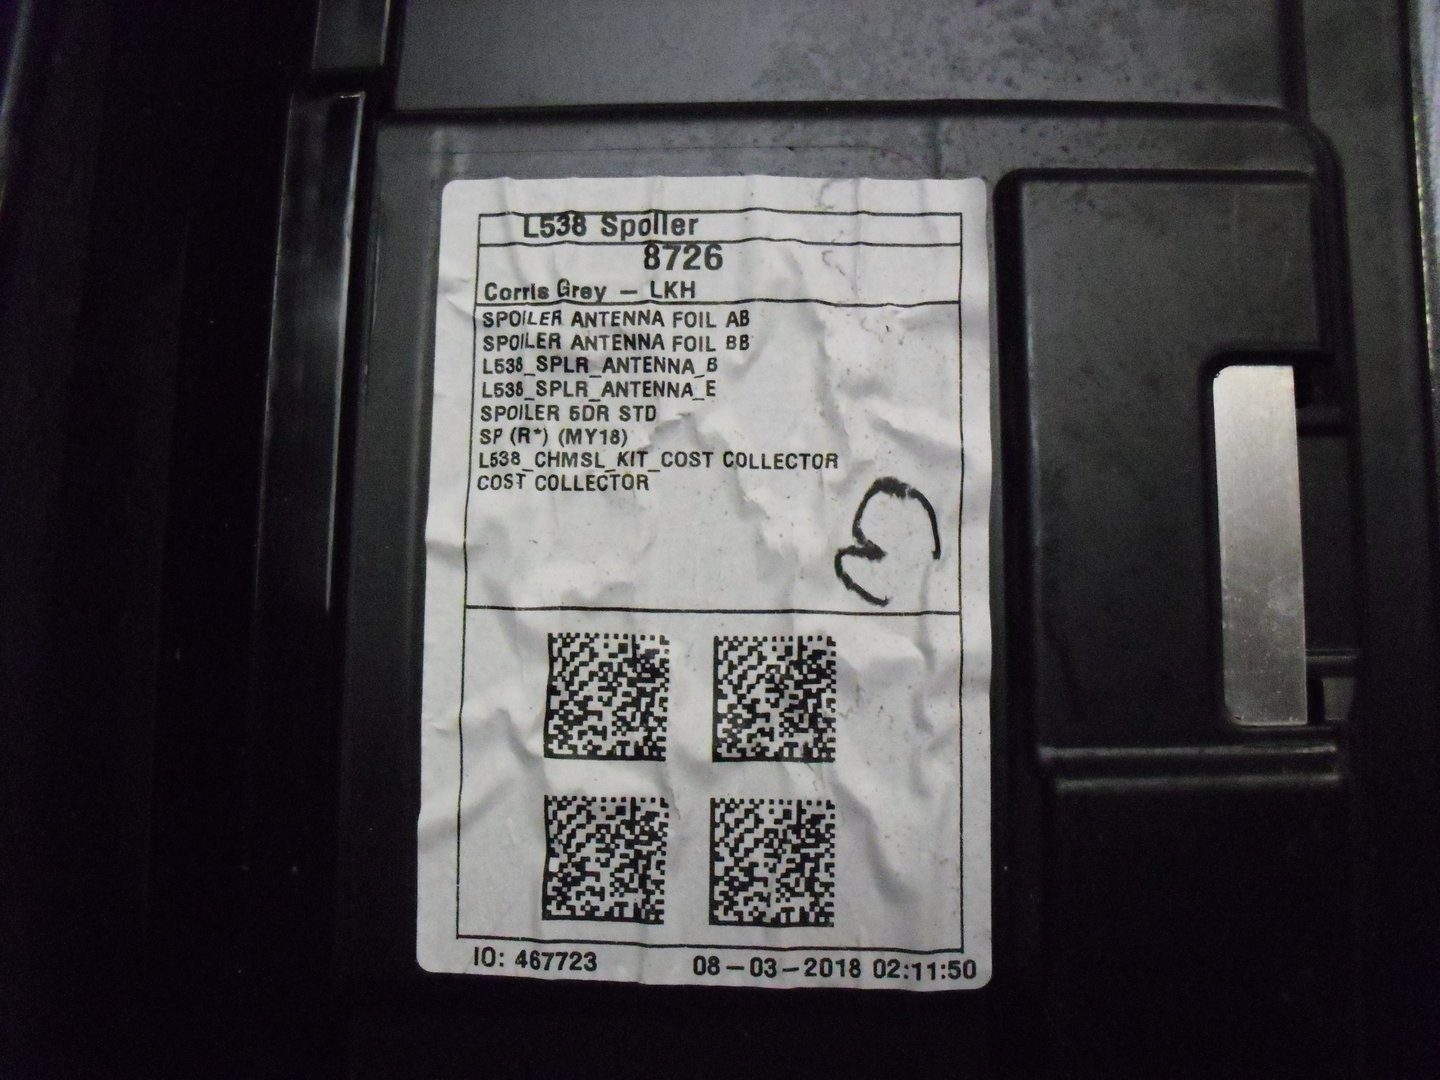 L538 Spoiler
8726
Corris Grey – LKH
SPOILER ANTENNA FOIL AB
SPOILER ANTENNA FOIL BB
L538_SPLR_ANTENNA_B
L538_SPLR_ANTENNA_E
SPOILER 5DR STD
SP (R*) (MY18)
L538_CHMSL_KIT_COST COLLECTOR
COST COLLECTOR
IO: 467723
08–03–2018 02:11:50